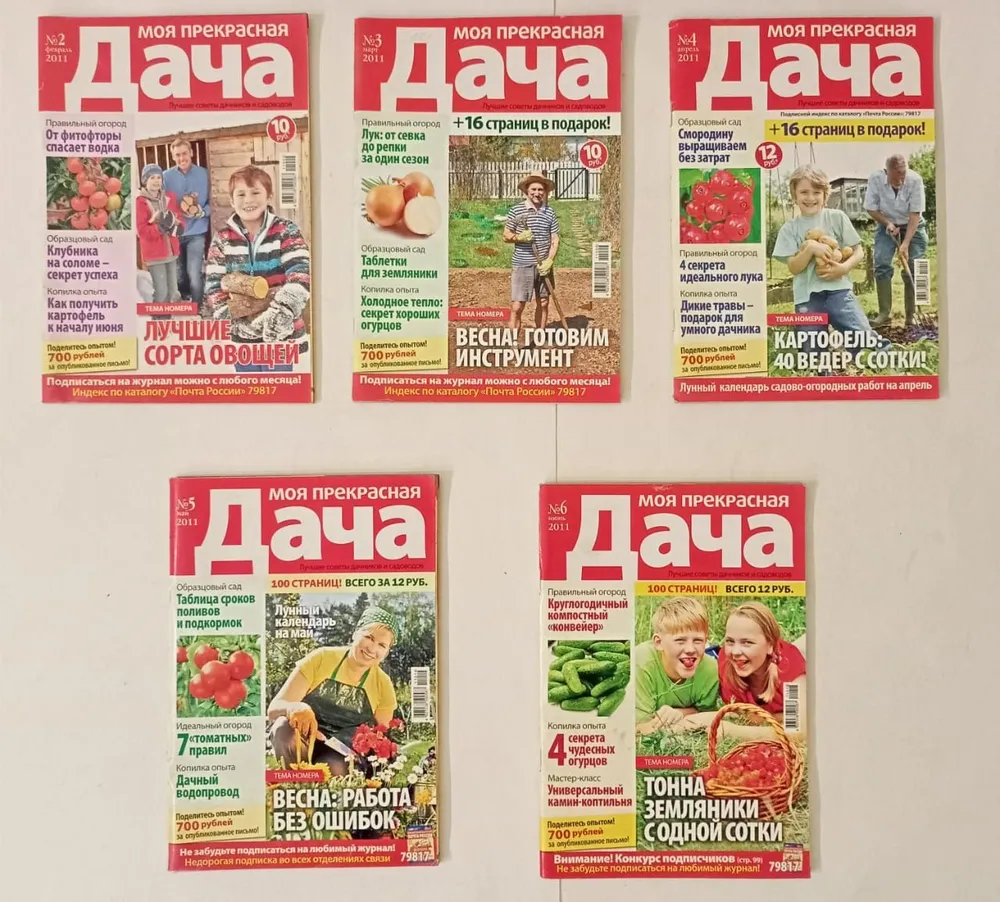 №2
февраль
2011
МОЯ ПРЕКРАСНАЯ
Дача
Лучшие советы дачников и садоводов
Правильный огород
От фитофторы
спасает водка
10
РУБ.
Образцовый сад
Клубника
на соломе –
секрет успеха
Копилка опыта
Как получить
картофель
к началу июня
Поделитесь опытом!
700 рублей
за опубликованное письмо!
ТЕМА НОМЕРА
ЛУЧШИЕ
СОРТА ОВОЩЕЙ
Подписаться на журнал можно с любого месяца!
Индекс по каталогу «Почта России» 79817
№3
март
2011
МОЯ ПРЕКРАСНАЯ
Дача
Лучшие советы дачников и садоводов
+16 страниц в подарок!
Правильный огород
Лук: от севка
до репки
за один сезон
10
РУБ.
Образцовый сад
Таблетки
для земляники
Копилка опыта
Холодное тепло:
секрет хороших
огурцов
Поделитесь опытом!
700 рублей
за опубликованное письмо!
ТЕМА НОМЕРА
ВЕСНА! ГОТОВИМ
ИНСТРУМЕНТ
Подписаться на журнал можно с любого месяца!
Индекс по каталогу «Почта России» 79817
№4
апрель
2011
МОЯ ПРЕКРАСНАЯ
Дача
Лучшие советы дачников и садоводов
Подписной индекс по каталогу «Почта России»: 79817
+16 страниц в подарок!
Образцовый сад
Смородину
выращиваем
без затрат
12
РУБ.
Правильный огород
4 секрета
идеального лука
Копилка опыта
Дикие травы –
подарок для
умного дачника
Поделитесь опытом!
700 рублей
за опубликованное письмо!
ТЕМА НОМЕРА
КАРТОФЕЛЬ:
40 ВЕДЕР С СОТКИ!
Лунный календарь садово-огородных работ на апрель
№5
май
2011
МОЯ ПРЕКРАСНАЯ
Дача
Лучшие советы дачников и садоводов
100 СТРАНИЦ! ВСЕГО ЗА 12 РУБ.
Образцовый сад
Таблица сроков
поливов
и подкормок
Лунный
календарь
на май
Идеальный огород
7 «томатных»
правил
Копилка опыта
Дачный
водопровод
Поделитесь опытом!
700 рублей
за опубликованное письмо!
ТЕМА НОМЕРА
ВЕСНА: РАБОТА
БЕЗ ОШИБОК
Не забудьте подписаться на любимый журнал!
Недорогая подписка во всех отделениях связи
79817
№6
июнь
2011
МОЯ ПРЕКРАСНАЯ
Дача
Лучшие советы дачников и садоводов
100 СТРАНИЦ! ВСЕГО 12 РУБ.
Правильный огород
Круглогодичный
компостный
«конвейер»
Копилка опыта
4 секрета
чудесных
огурцов
Мастер-класс
Универсальный
камин-коптильня
Поделитесь опытом!
700 рублей
за опубликованное письмо!
ТЕМА НОМЕРА
ТОННА
ЗЕМЛЯНИКИ
С ОДНОЙ СОТКИ
Внимание! Конкурс подписчиков (стр. 99)
Не забудьте подписаться на любимый журнал!
79817